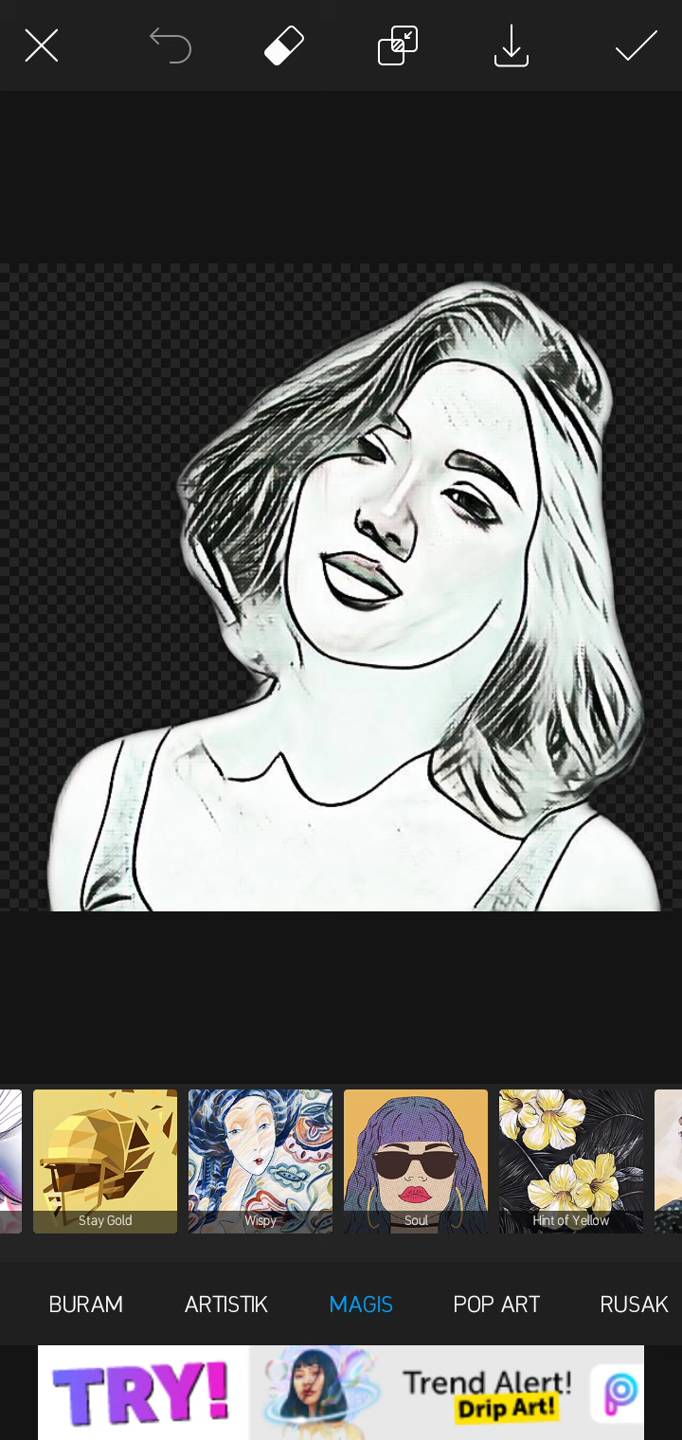 Stay Gold
Wispy
Soul
Hint of Yellow
BURAM
ARTISTIK
MAGIS
POP ART
RUSAK
TRY!
Trend Alert!
Drip Art!